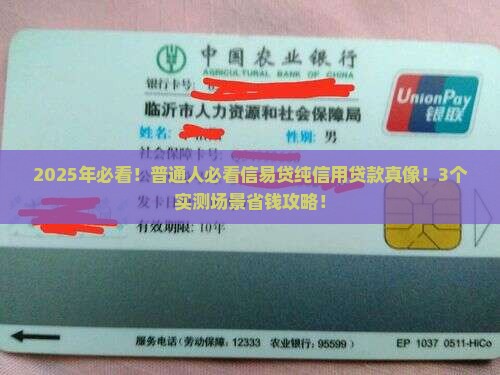 中国农业银行
AGRICULTURAL BANK OF CHINA
银行卡号:
UnionPay
银联
临沂市人力资源和社会保障局
姓名:
性别: 男
社会保障号:
2025年必看！普通人必看信易贷纯信用贷款真像！3个
实测场景省钱攻略！
有效期限: 10年
服务电话(劳动保障: 12333 农业银行: 95599)
EP 1037 0511-HiCo